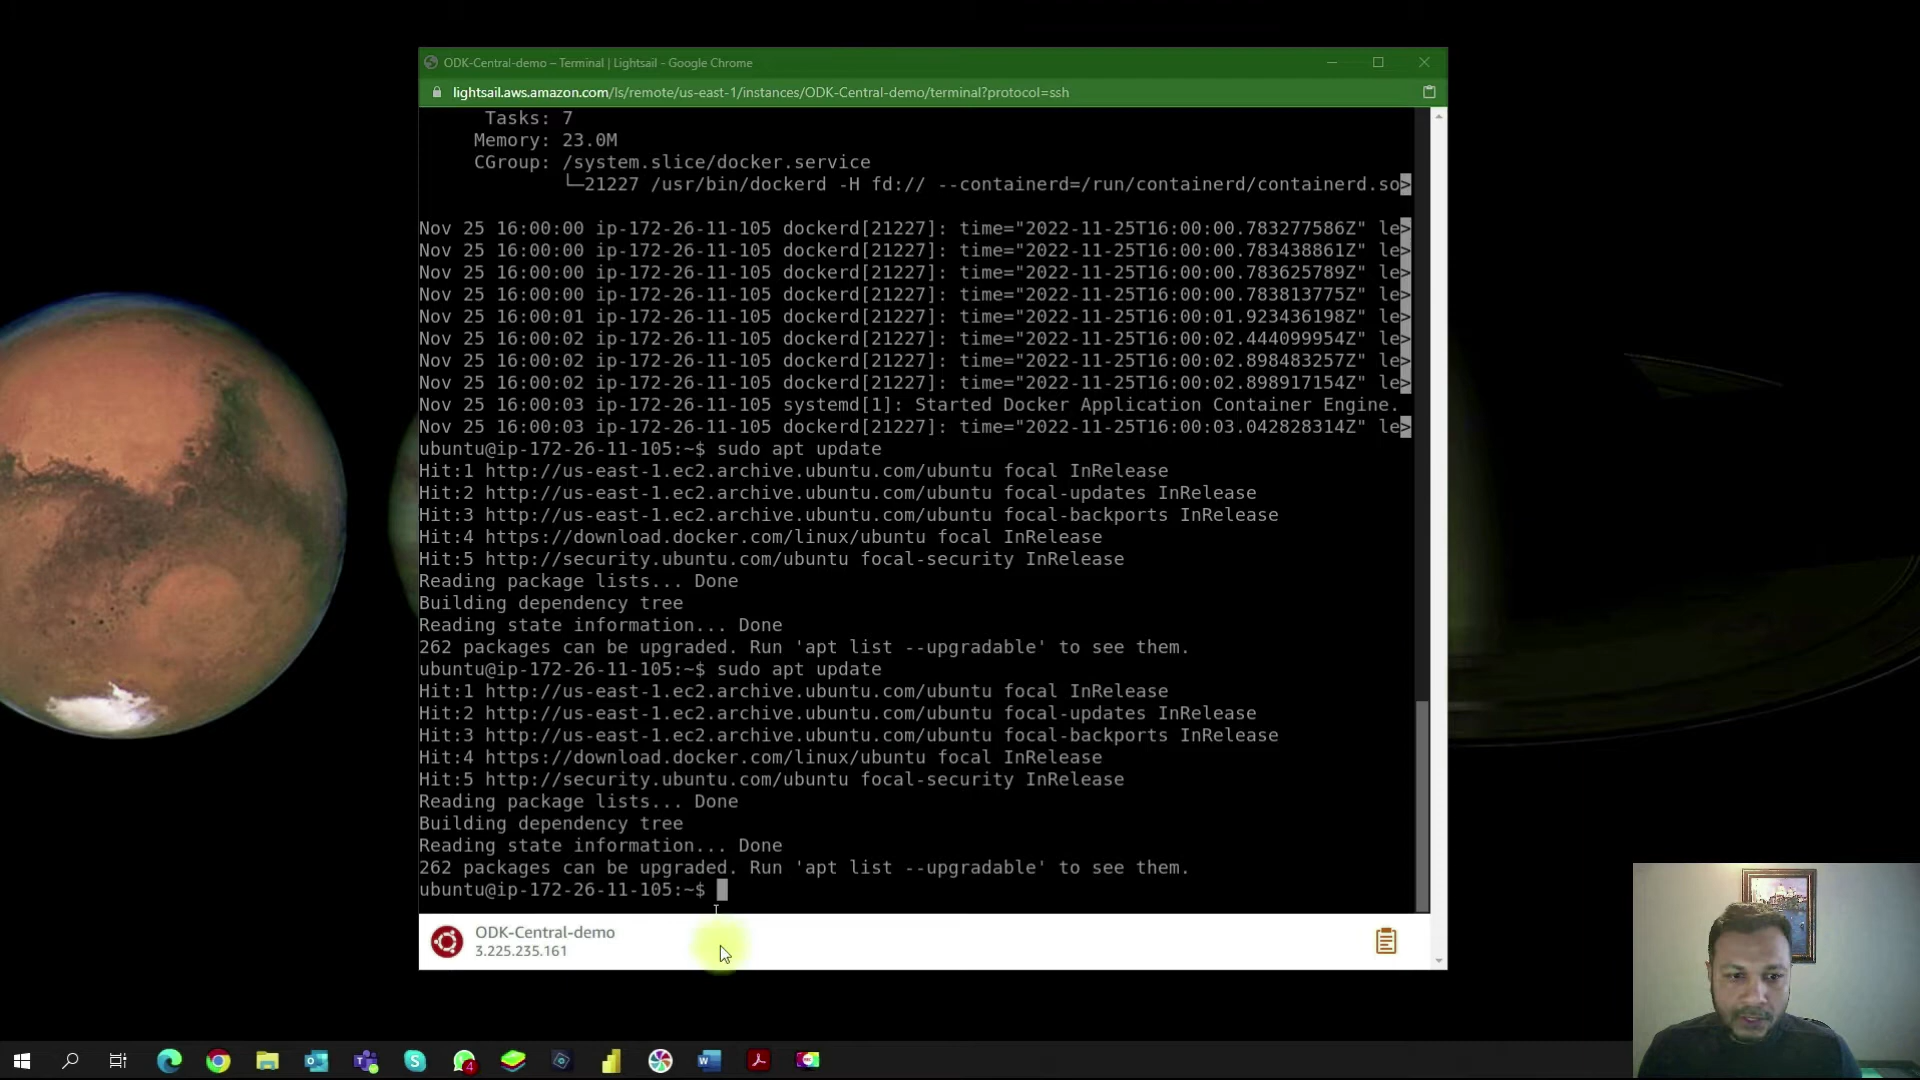 ODK-Central-demo – Terminal | Lightsail - Google Chrome
lightsail.aws.amazon.com/ls/remote/us-east-1/instances/ODK-Central-demo/terminal?protocol=ssh
Tasks: 7
Memory: 23.0M
CGroup: /system.slice/docker.service
└─21227 /usr/bin/dockerd -H fd:// --containerd=/run/containerd/containerd.so>
Nov 25 16:00:00 ip-172-26-11-105 dockerd[21227]: time="2022-11-25T16:00:00.783277586Z" le>
Nov 25 16:00:00 ip-172-26-11-105 dockerd[21227]: time="2022-11-25T16:00:00.783438861Z" le>
Nov 25 16:00:00 ip-172-26-11-105 dockerd[21227]: time="2022-11-25T16:00:00.783625789Z" le>
Nov 25 16:00:00 ip-172-26-11-105 dockerd[21227]: time="2022-11-25T16:00:00.783813775Z" le>
Nov 25 16:00:01 ip-172-26-11-105 dockerd[21227]: time="2022-11-25T16:00:01.923436198Z" le>
Nov 25 16:00:02 ip-172-26-11-105 dockerd[21227]: time="2022-11-25T16:00:02.444099954Z" le>
Nov 25 16:00:02 ip-172-26-11-105 dockerd[21227]: time="2022-11-25T16:00:02.898483257Z" le>
Nov 25 16:00:02 ip-172-26-11-105 dockerd[21227]: time="2022-11-25T16:00:02.898917154Z" le>
Nov 25 16:00:03 ip-172-26-11-105 systemd[1]: Started Docker Application Container Engine.
Nov 25 16:00:03 ip-172-26-11-105 dockerd[21227]: time="2022-11-25T16:00:03.042828314Z" le>
ubuntu@ip-172-26-11-105:~$ sudo apt update
Hit:1 http://us-east-1.ec2.archive.ubuntu.com/ubuntu focal InRelease
Hit:2 http://us-east-1.ec2.archive.ubuntu.com/ubuntu focal-updates InRelease
Hit:3 http://us-east-1.ec2.archive.ubuntu.com/ubuntu focal-backports InRelease
Hit:4 https://download.docker.com/linux/ubuntu focal InRelease
Hit:5 http://security.ubuntu.com/ubuntu focal-security InRelease
Reading package lists... Done
Building dependency tree
Reading state information... Done
262 packages can be upgraded. Run 'apt list --upgradable' to see them.
ubuntu@ip-172-26-11-105:~$ sudo apt update
Hit:1 http://us-east-1.ec2.archive.ubuntu.com/ubuntu focal InRelease
Hit:2 http://us-east-1.ec2.archive.ubuntu.com/ubuntu focal-updates InRelease
Hit:3 http://us-east-1.ec2.archive.ubuntu.com/ubuntu focal-backports InRelease
Hit:4 https://download.docker.com/linux/ubuntu focal InRelease
Hit:5 http://security.ubuntu.com/ubuntu focal-security InRelease
Reading package lists... Done
Building dependency tree
Reading state information... Done
262 packages can be upgraded. Run 'apt list --upgradable' to see them.
ubuntu@ip-172-26-11-105:~$
ODK-Central-demo
3.225.235.161
4